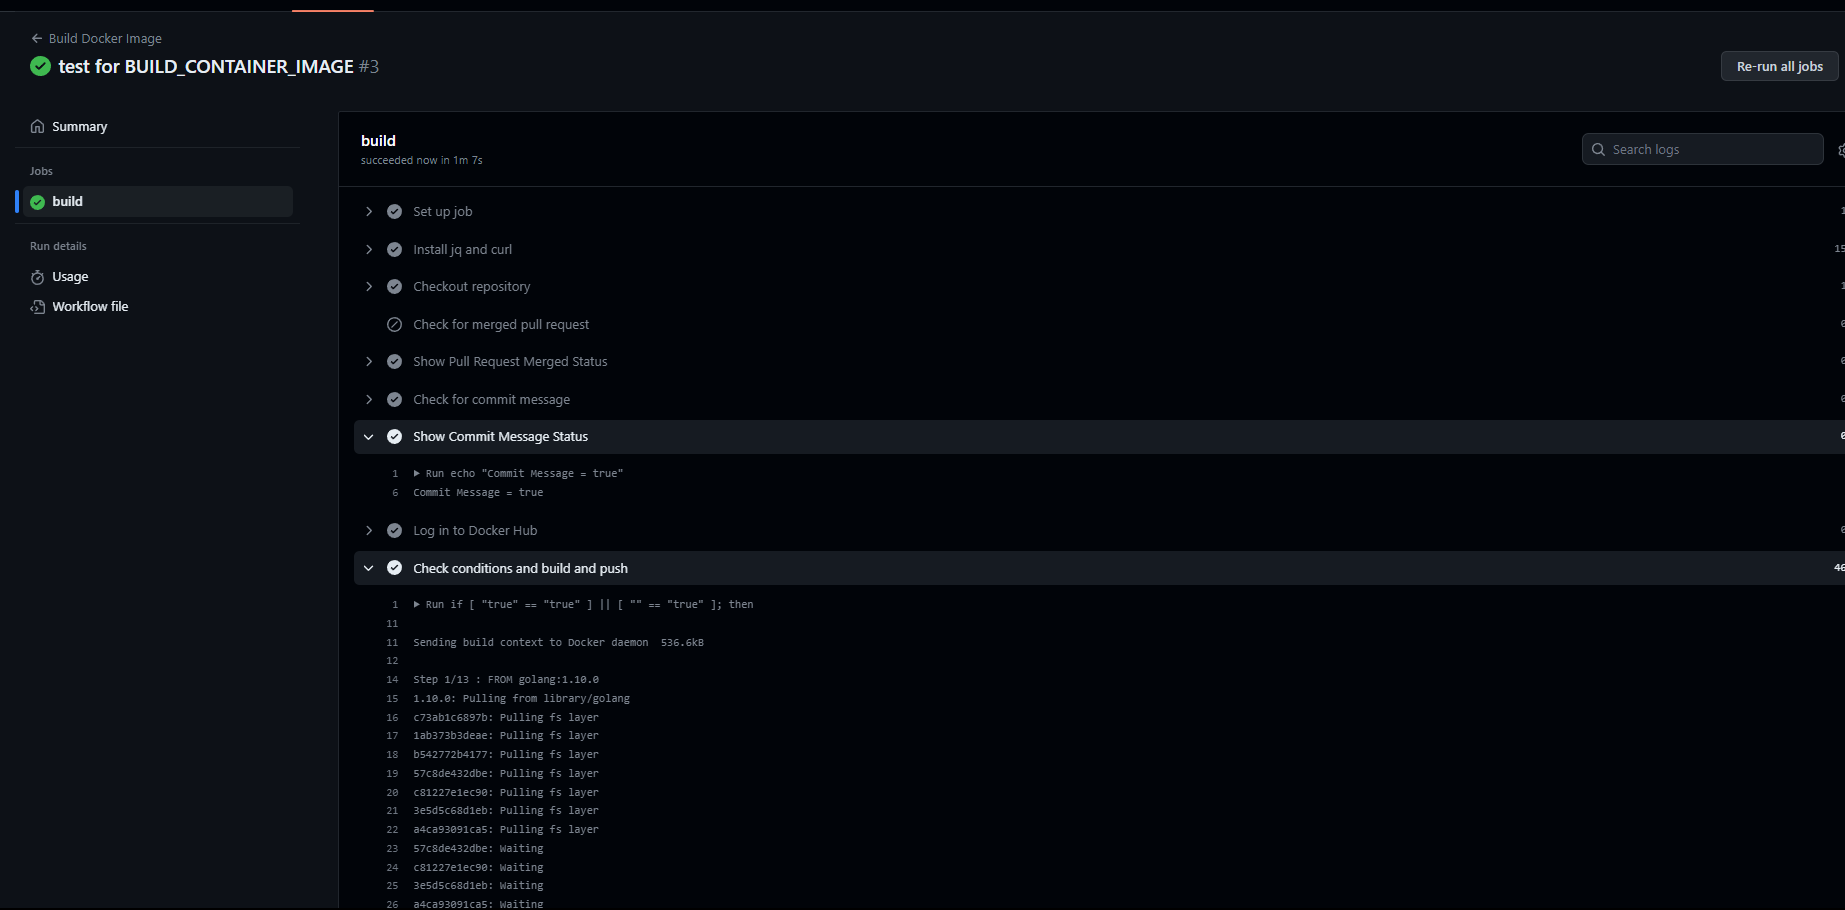 Build Docker Image
test for BUILD_CONTAINER_IMAGE #3
Re-run all jobs
Summary
Jobs
build
Run details
Usage
Workflow file
build
succeeded now in 1m 7s
Search logs
Set up job
Install jq and curl
Checkout repository
Check for merged pull request
Show Pull Request Merged Status
Check for commit message
Show Commit Message Status
1 Run echo "Commit Message = true"
6 Commit Message = true
Log in to Docker Hub
Check conditions and build and push
1 Run if [ "true" == "true" ] || [ "" == "true" ]; then
11
11 Sending build context to Docker daemon 536.6kB
12
14 Step 1/13 : FROM golang:1.10.0
15 1.10.0: Pulling from library/golang
16 c73ab1c6897b: Pulling fs layer
17 1ab373b3deae: Pulling fs layer
18 b542772b4177: Pulling fs layer
19 57c8de432dbe: Pulling fs layer
20 c81227e1ec90: Pulling fs layer
21 3e5d5c68d1eb: Pulling fs layer
22 a4ca93091ca5: Pulling fs layer
23 57c8de432dbe: Waiting
24 c81227e1ec90: Waiting
25 3e5d5c68d1eb: Waiting
26 a4ca93091ca5: Waiting